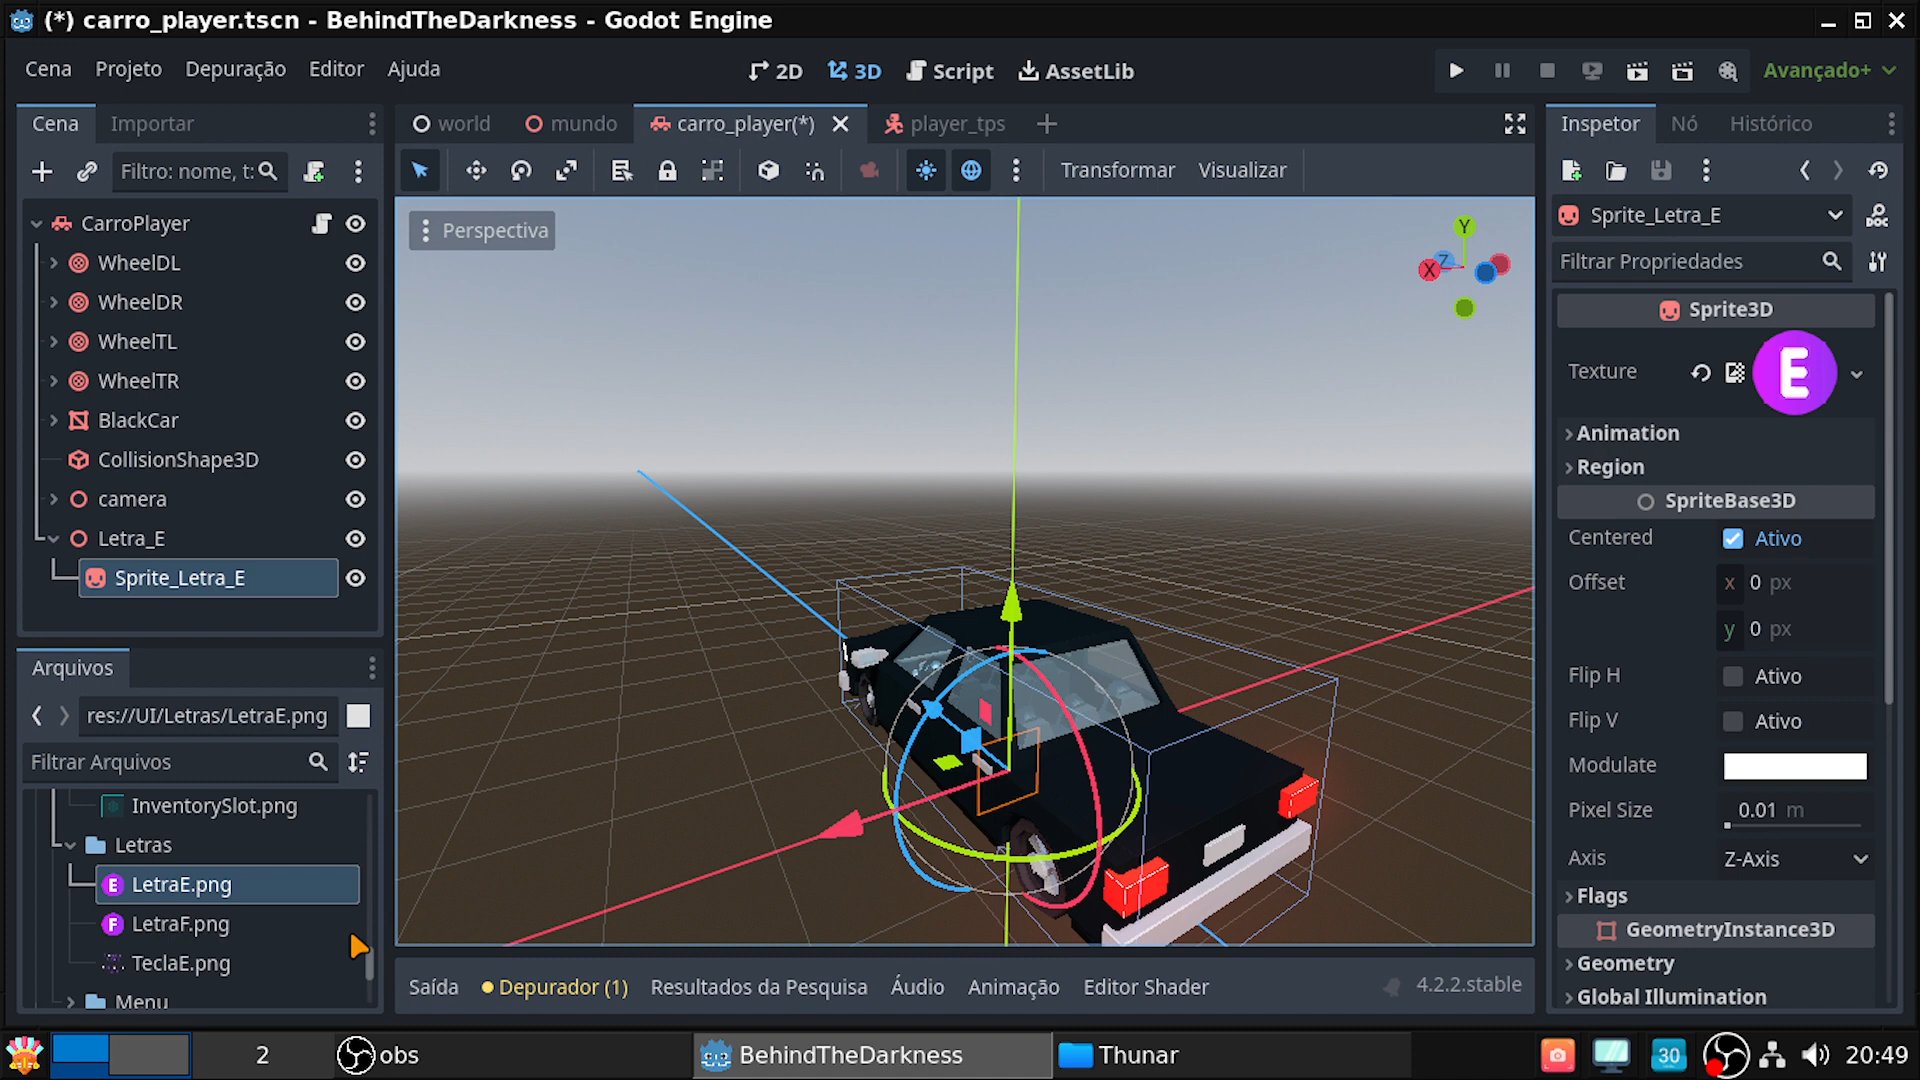 (*) carro_player.tscn - BehindTheDarkness - Godot Engine
Cena Projeto Depuração Editor Ajuda
2D 3D Script AssetLib
Avançado+
Cena Importar
world mundo carro_player(*) player_tps
Inspetor Nó Histórico
Filtro: nome, t:
Transformar Visualizar
CarroPlayer
WheelDL
WheelDR
WheelTL
WheelTR
BlackCar
CollisionShape3D
camera
Letra_E
Sprite_Letra_E
Perspectiva
Y
X
Z
Sprite_Letra_E
Filtrar Propriedades
Sprite3D
Texture
E
Animation
Region
SpriteBase3D
Centered Ativo
Offset x 0 px
y 0 px
Flip H Ativo
Flip V Ativo
Modulate
Pixel Size 0.01 m
Axis Z-Axis
Flags
GeometryInstance3D
Geometry
Global Illumination
Arquivos
res://UI/Letras/LetraE.png
Filtrar Arquivos
InventorySlot.png
Letras
E LetraE.png
F LetraF.png
TeclaE.png
Menu
Saída Depurador (1) Resultados da Pesquisa Áudio Animação Editor Shader 4.2.2.stable
2 obs BehindTheDarkness Thunar 30 20:49